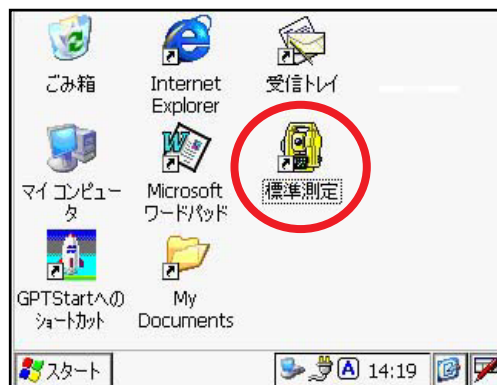 ごみ箱
Internet
Explorer
受信トレイ
マイ コンピュー
タ
Microsoft
ワードパッド
標準測定
GPTStartへの
ショートカット
My
Documents
スタート
A
14:19